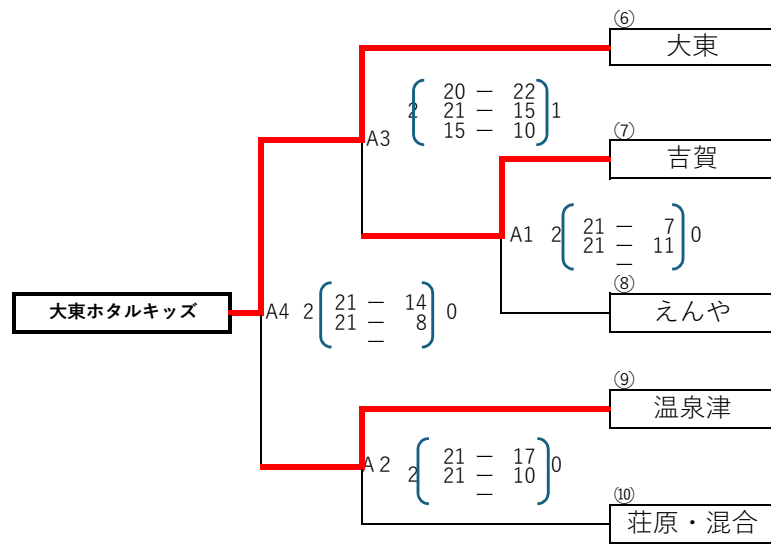 ⑥
大東
20 ー 22
2 21 ー 15 1
15 ー 10
A3
⑦
吉賀
A1 2 21 ー 7 0
21 ー 11
ー
⑧
えんや
大東ホタルキッズ
A4 2 21 ー 14 0
21 ー 8
ー
⑨
温泉津
A 2
21 ー 17
2 21 ー 10 0
ー
⑩
荘原・混合